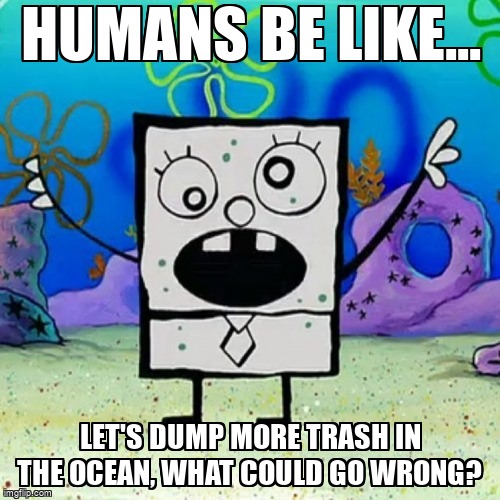 HUMANS BE LIKE...
LET'S DUMP MORE TRASH IN
THE OCEAN, WHAT COULD GO WRONG?
imgflip.com